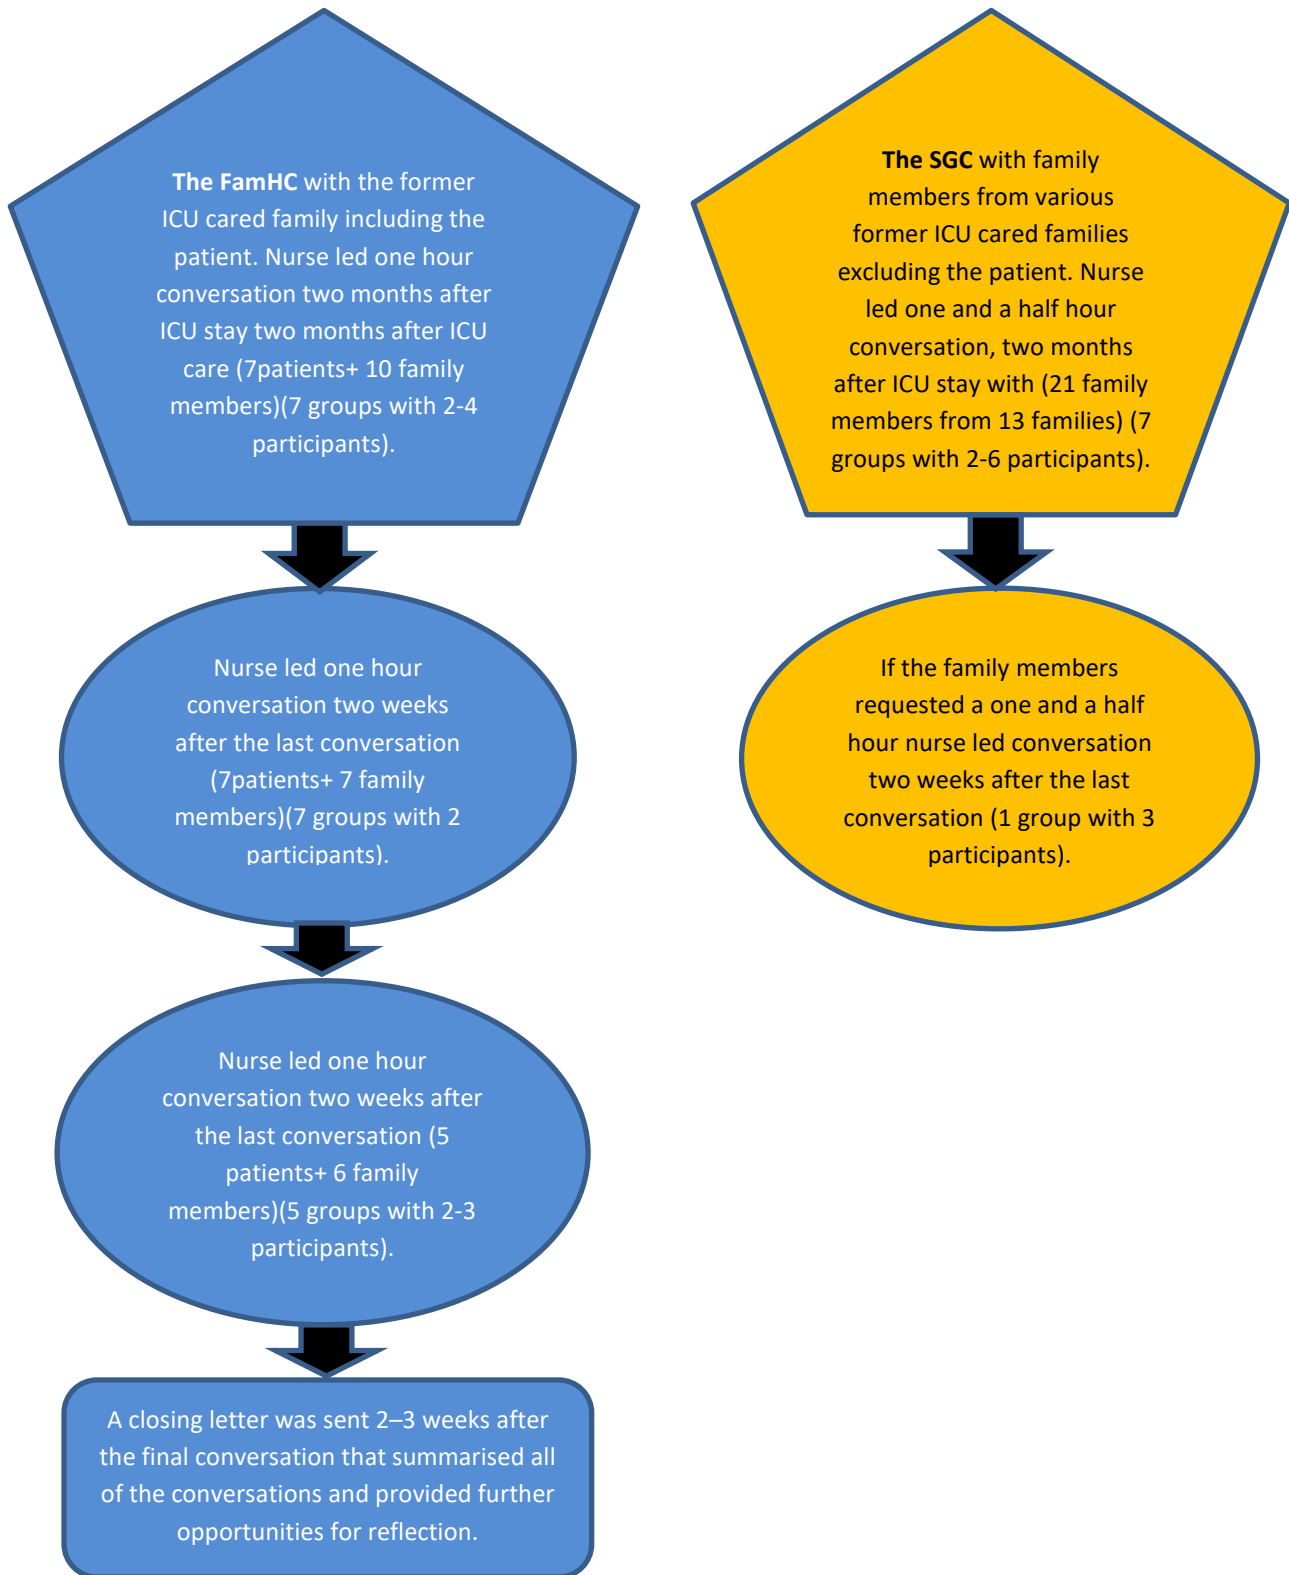 The FamHC with the former
ICU cared family including the
patient. Nurse led one hour
conversation two months after
ICU stay two months after ICU
care (7patients+ 10 family
members)(7 groups with 2-4
participants).
The SGC with family
members from various
former ICU cared families
excluding the patient. Nurse
led one and a half hour
conversation, two months
after ICU stay with (21 family
members from 13 families) (7
groups with 2-6 participants).
Nurse led one hour
conversation two weeks
after the last conversation
(7patients+ 7 family
members)(7 groups with 2
participants).
If the family members
requested a one and a half
hour nurse led conversation
two weeks after the last
conversation (1 group with 3
participants).
Nurse led one hour
conversation two weeks after
the last conversation (5
patients+ 6 family
members)(5 groups with 2-3
participants).
A closing letter was sent 2–3 weeks after
the final conversation that summarised all
of the conversations and provided further
opportunities for reflection.